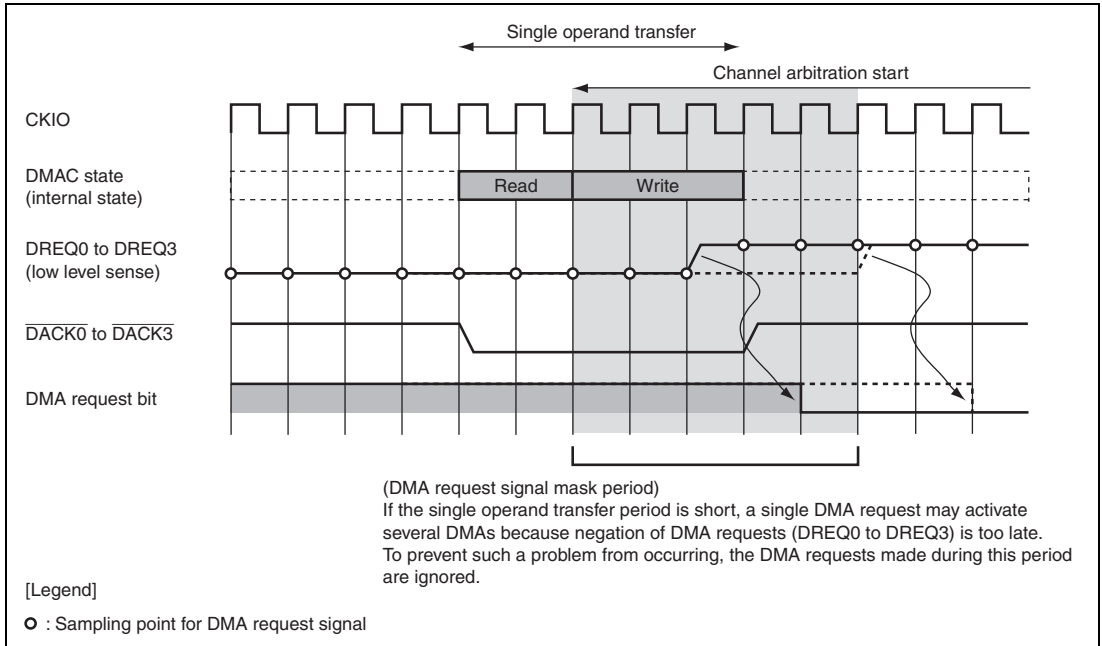 Single operand transfer
Channel arbitration start
CKIO
DMAC state
(internal state)
Read
Write
DREQ0 to DREQ3
(low level sense)
DACK0 to DACK3
DMA request bit
(DMA request signal mask period)
If the single operand transfer period is short, a single DMA request may activate
several DMAs because negation of DMA requests (DREQ0 to DREQ3) is too late.
To prevent such a problem from occurring, the DMA requests made during this period
are ignored.
[Legend]
: Sampling point for DMA request signal